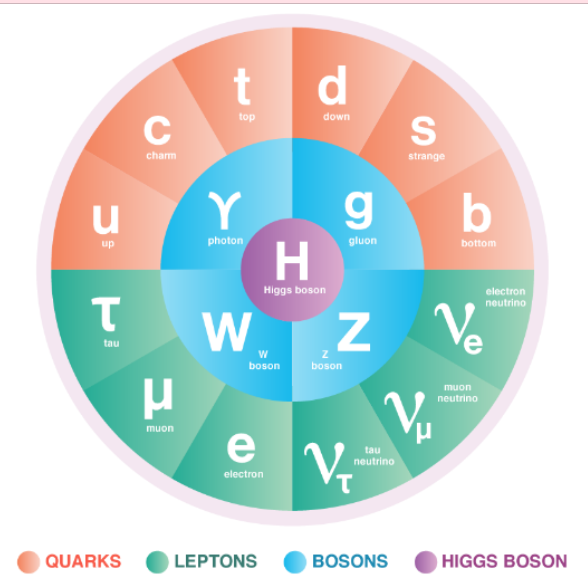 t
top
d
down
c
charm
s
strange
u
up
b
bottom
γ
photon
g
gluon
H
Higgs boson
W
W
boson
Z
Z
boson
τ
tau
νe
electron
neutrino
μ
muon
νμ
muon
neutrino
e
electron
ντ
tau
neutrino
QUARKS LEPTONS BOSONS HIGGS BOSON